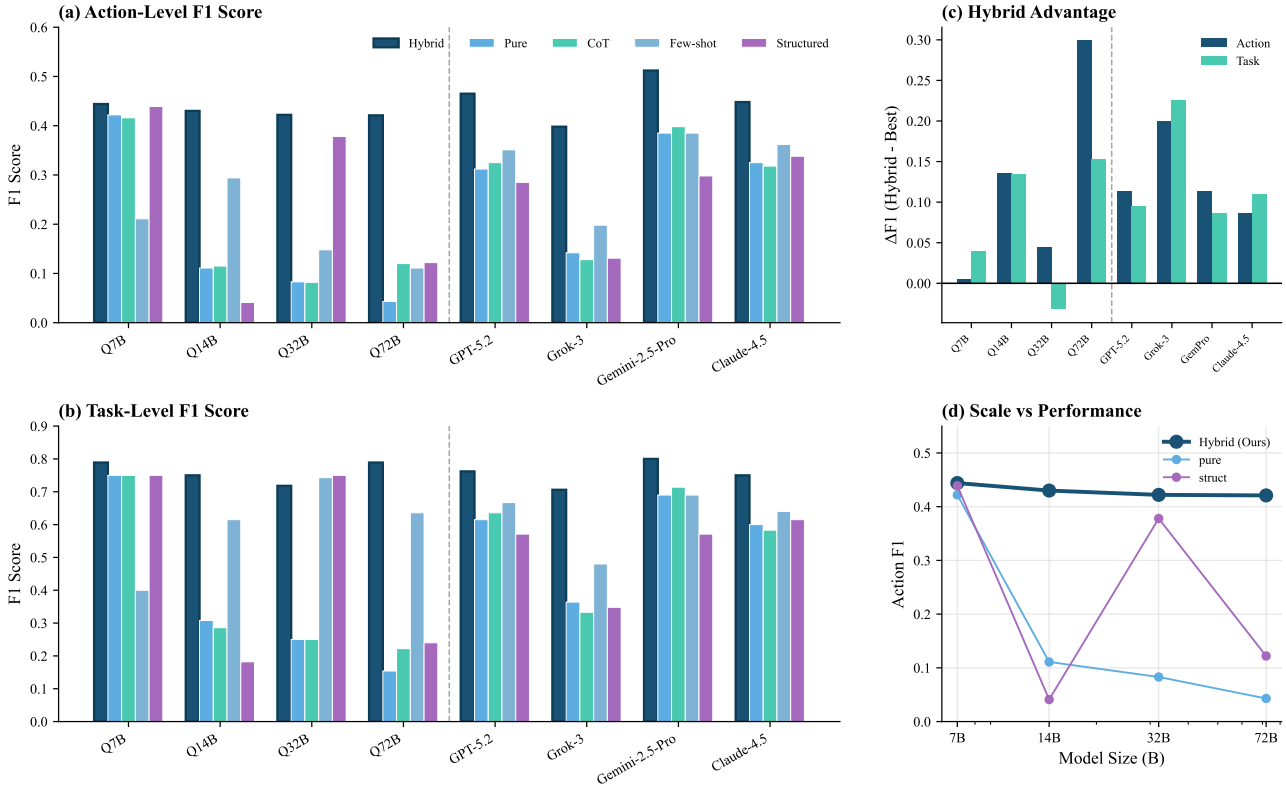 (a) Action-Level F1 Score
Hybrid Pure CoT Few-shot Structured
F1 Score
0.6
0.5
0.4
0.3
0.2
0.1
0.0
Q7B Q14B Q32B Q72B GPT-5.2 Grok-3 Gemini-2.5-Pro Claude-4.5
(c) Hybrid Advantage
Action
Task
ΔF1 (Hybrid - Best)
0.30
0.25
0.20
0.15
0.10
0.05
0.00
Q7B Q14B Q32B Q72B GPT-5.2 Grok-3 GemPro Claude-4.5
(b) Task-Level F1 Score
F1 Score
0.9
0.8
0.7
0.6
0.5
0.4
0.3
0.2
0.1
0.0
Q7B Q14B Q32B Q72B GPT-5.2 Grok-3 Gemini-2.5-Pro Claude-4.5
(d) Scale vs Performance
Hybrid (Ours)
pure
struct
Action F1
0.5
0.4
0.3
0.2
0.1
0.0
7B 14B 32B 72B
Model Size (B)